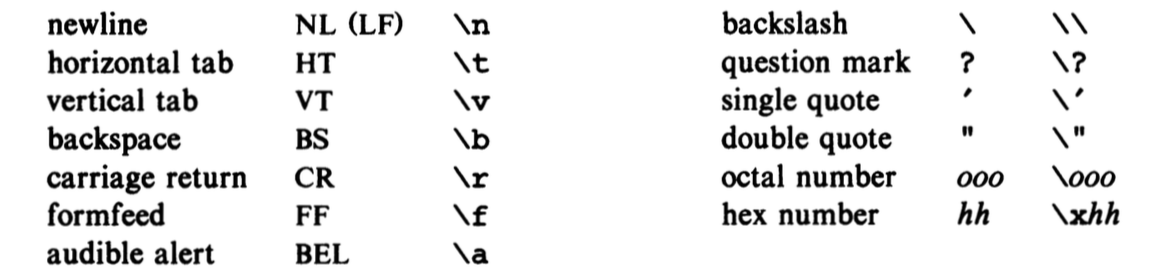 newline NL (LF) \n
horizontal tab HT \t
vertical tab VT \v
backspace BS \b
carriage return CR \r
formfeed FF \f
audible alert BEL \a
backslash \ \\
question mark ? \?
single quote ' \'
double quote " \"
octal number ooo \ooo
hex number hh \xhh